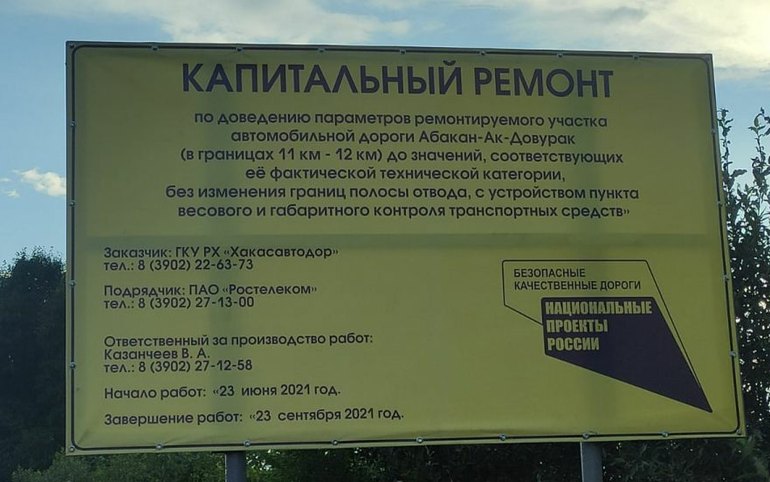 КАПИТАЛЬНЫЙ РЕМОНТ
по доведению параметров ремонтируемого участка
автомобильной дороги Абакан-Ак-Довурак
(в границах 11 км - 12 км) до значений, соответствующих
её фактической технической категории,
без изменения границ полосы отвода, с устройством пункта
весового и габаритного контроля транспортных средств»
Заказчик: ГКУ РХ «Хакасавтодор»
тел.: 8 (3902) 22-63-73
Подрядчик: ПАО «Ростелеком»
тел.: 8 (3902) 27-13-00
Ответственный за производство работ:
Казанчеев В. А.
тел.: 8 (3902) 27-12-58
Начало работ: «23 июня 2021 год.
Завершение работ: «23 сентября 2021 год.
БЕЗОПАСНЫЕ
КАЧЕСТВЕННЫЕ ДОРОГИ
НАЦИОНАЛЬНЫЕ
ПРОЕКТЫ
РОССИИ